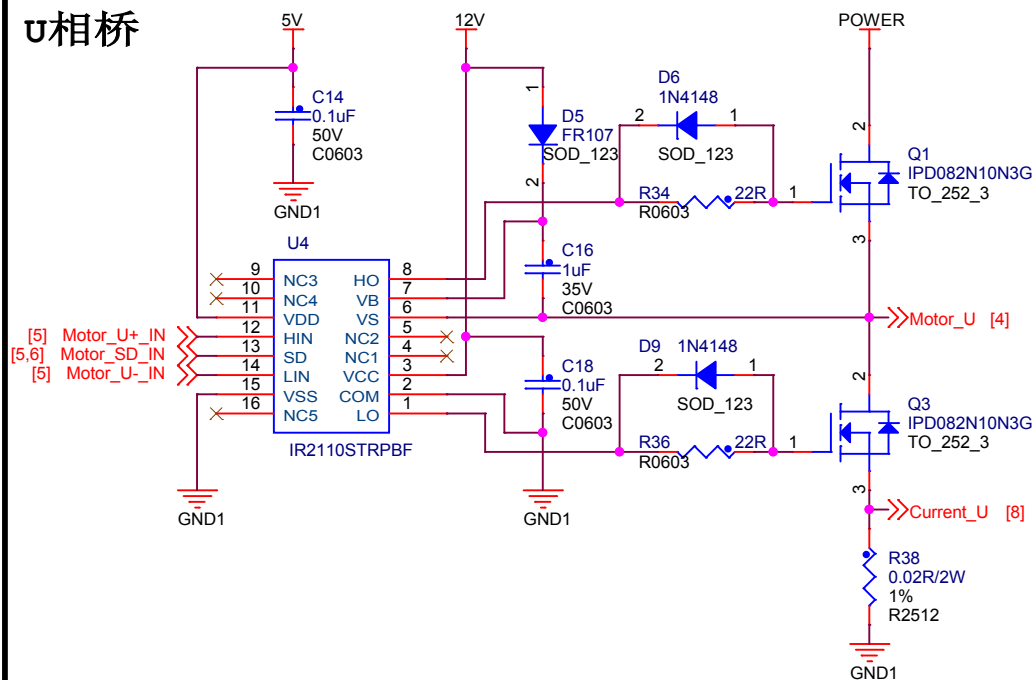 U相桥
5V
12V
POWER
C14
0.1uF
50V
C0603
GND1
1
D5
FR107
SOD_123
2
D6
1N4148
2
1
SOD_123
R34
22R
R0603
1
2
Q1
IPD082N10N3G
TO_252_3
3
C16
1uF
35V
C0603
U4
9 NC3 HO 8
10 NC4 VB 7
11 VDD VS 6
12 HIN NC2 5
13 SD NC1 4
14 LIN VCC 3
15 VSS COM 2
16 NC5 LO 1
IR2110STRPBF
[5] Motor_U+_IN
[5,6] Motor_SD_IN
[5] Motor_U-_IN
Motor_U [4]
C18
0.1uF
50V
C0603
D9 1N4148
2
1
SOD_123
R36
22R
R0603
1
2
Q3
IPD082N10N3G
TO_252_3
3
GND1
GND1
Current_U [8]
R38
0.02R/2W
1%
R2512
GND1